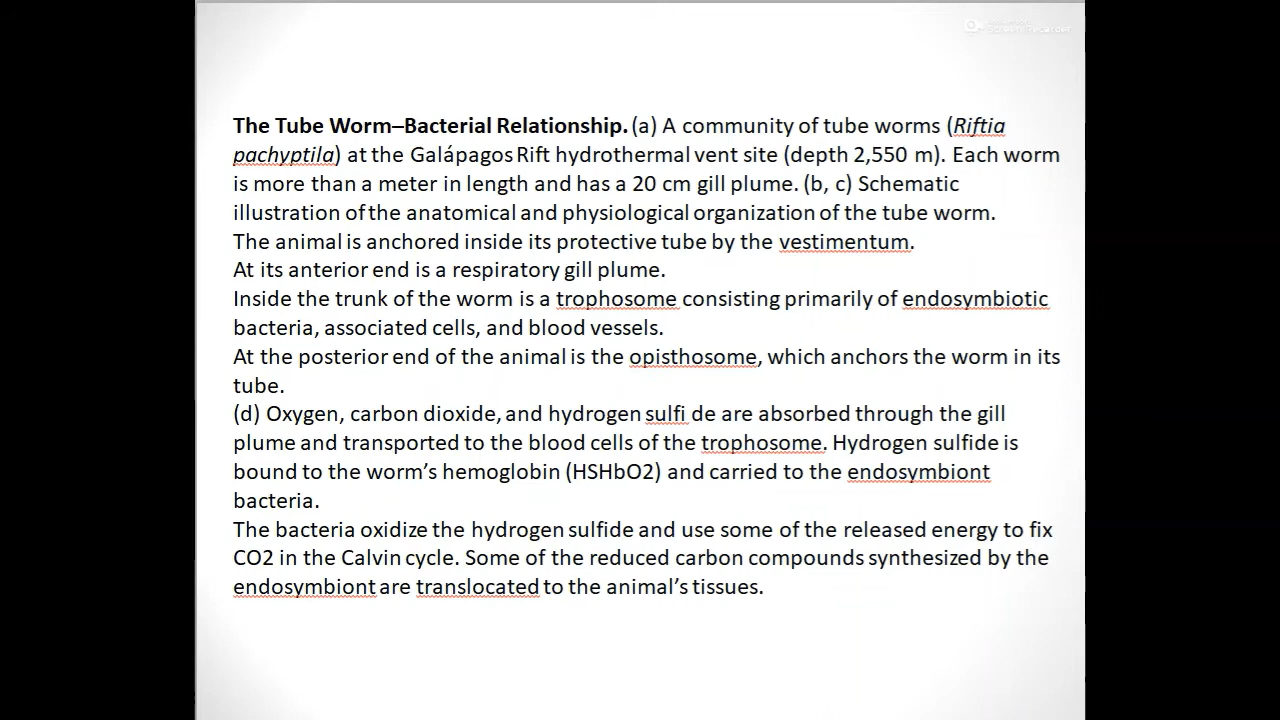 Screen Recorder
The Tube Worm–Bacterial Relationship. (a) A community of tube worms (Riftia
pachyptila) at the Galápagos Rift hydrothermal vent site (depth 2,550 m). Each worm
is more than a meter in length and has a 20 cm gill plume. (b, c) Schematic
illustration of the anatomical and physiological organization of the tube worm.
The animal is anchored inside its protective tube by the vestimentum.
At its anterior end is a respiratory gill plume.
Inside the trunk of the worm is a trophosome consisting primarily of endosymbiotic
bacteria, associated cells, and blood vessels.
At the posterior end of the animal is the opisthosome, which anchors the worm in its
tube.
(d) Oxygen, carbon dioxide, and hydrogen sulfi de are absorbed through the gill
plume and transported to the blood cells of the trophosome. Hydrogen sulfide is
bound to the worm’s hemoglobin (HSHbO2) and carried to the endosymbiont
bacteria.
The bacteria oxidize the hydrogen sulfide and use some of the released energy to fix
CO2 in the Calvin cycle. Some of the reduced carbon compounds synthesized by the
endosymbiont are translocated to the animal’s tissues.